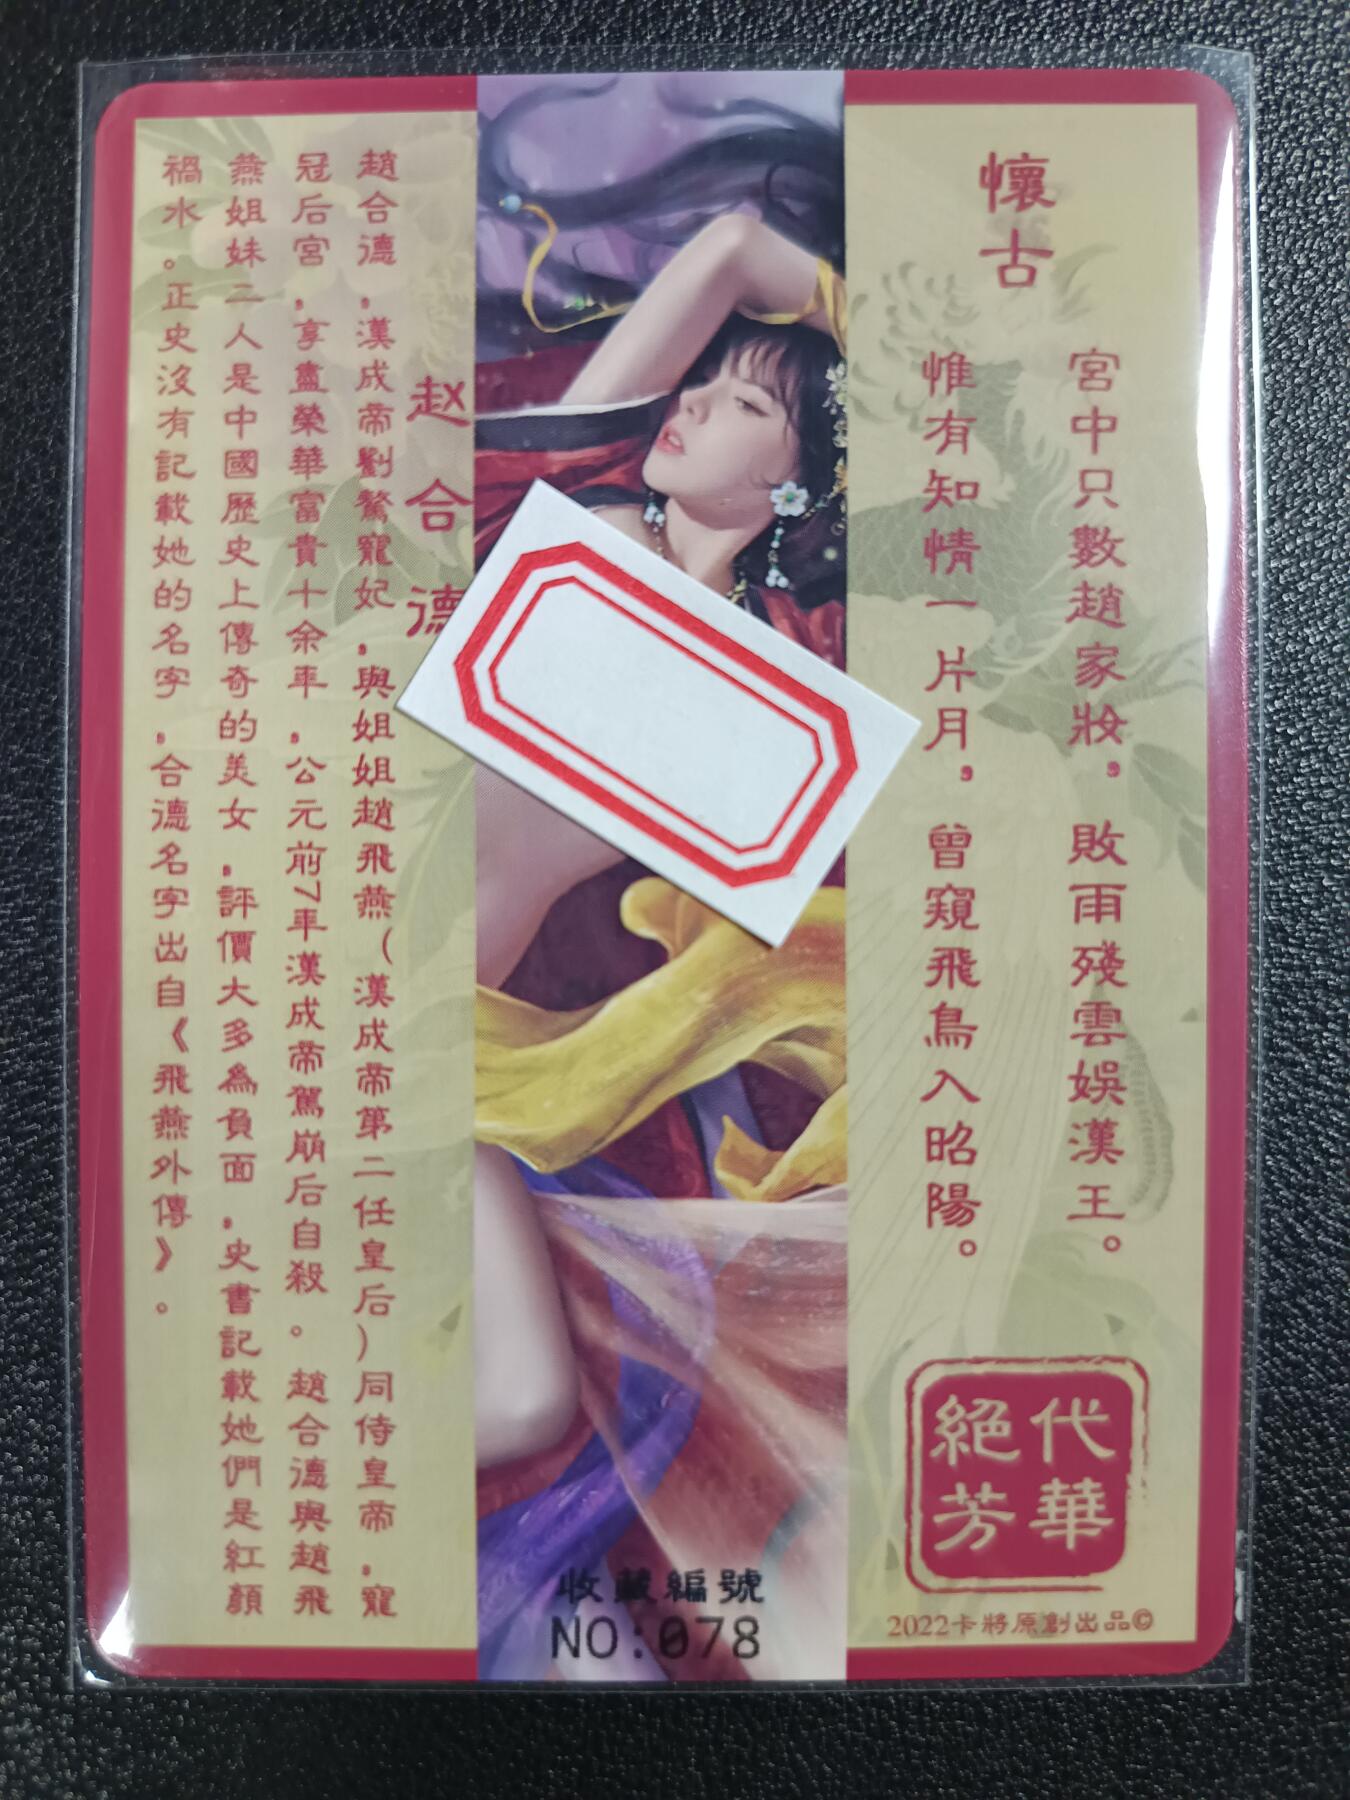 懷古
宮中只數趙家妝，敗雨殘雲娛漢王。
惟有知情一片月，曾窺飛鳥入昭陽。
代華
絕芳
2022卡將原創出品©
赵合德
趙合德，漢成帝劉驁寵妃，與姐姐趙飛燕（漢成帝第二任皇后）同侍皇帝，寵
冠后宮，享盡榮華富貴十余年，公元前7年漢成帝駕崩后自殺。趙合德與趙飛
燕姐妹二人是中國歷史上傳奇的美女，評價大多為負面，史書記載她們是紅顏
禍水。正史沒有記載她的名字，合德名字出自《飛燕外傳》。
收藏編號
NO:078